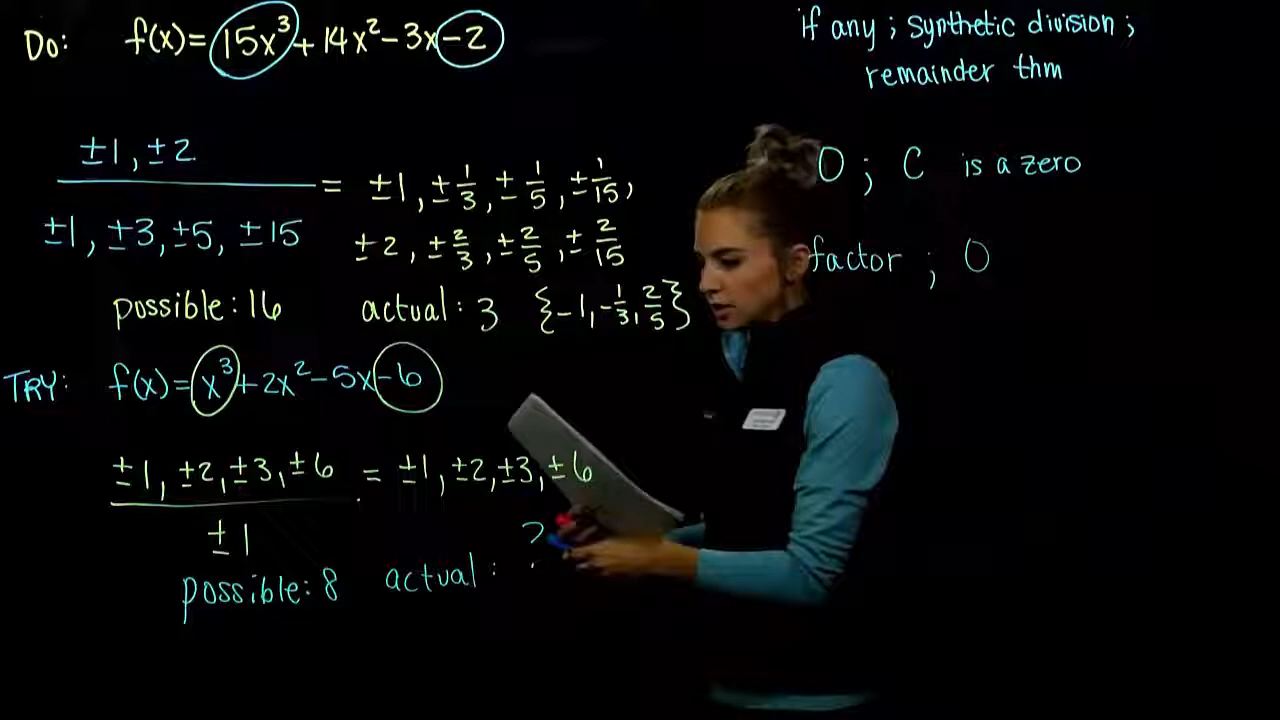 Do: f(x) = 15x³ + 14x² - 3x - 2
if any ; synthetic division ;
remainder thm
±1, ±2
±1, ±3, ±5, ±15
= ±1, ±1/3, ±1/5, ±1/15,
±2, ±2/3, ±2/5, ±2/15
O ; C is a zero
factor ; O
possible: 16 actual: 3 {-1, -1/3, 2/5}
TRY: f(x) = x³ + 2x² - 5x - 6
±1, ±2, ±3, ±6
±1
= ±1, ±2, ±3, ±6
possible: 8 actual: ?